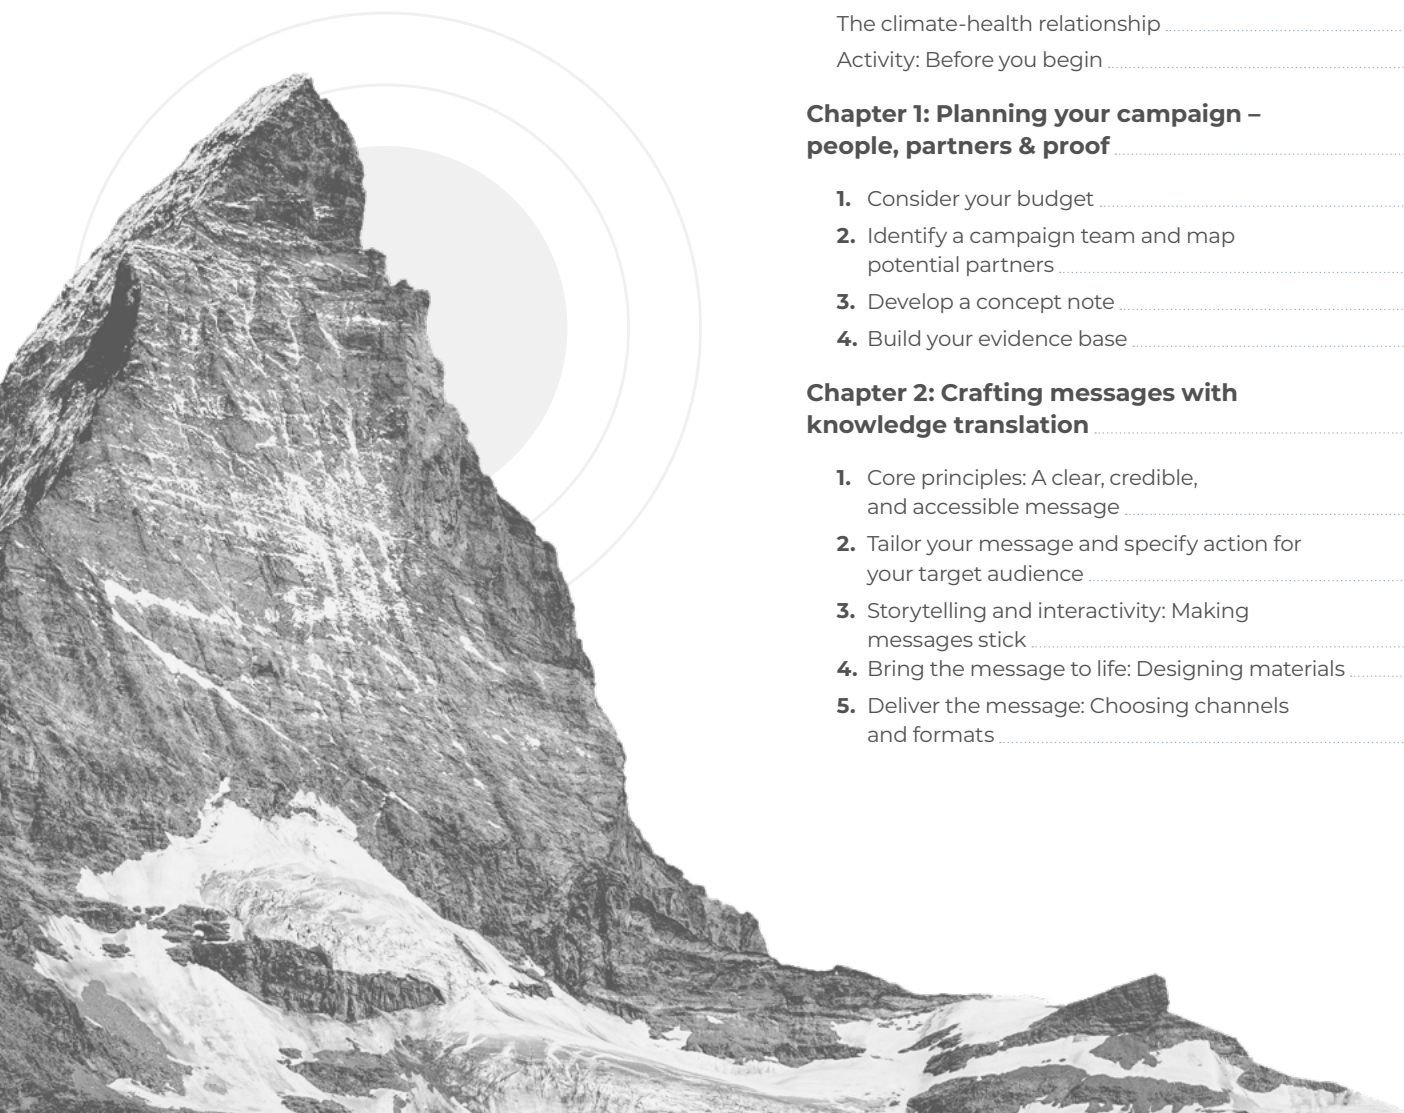 The climate-health relationship
Activity: Before you begin
Chapter 1: Planning your campaign –
people, partners & proof
1. Consider your budget
2. Identify a campaign team and map
potential partners
3. Develop a concept note
4. Build your evidence base
Chapter 2: Crafting messages with
knowledge translation
1. Core principles: A clear, credible,
and accessible message
2. Tailor your message and specify action for
your target audience
3. Storytelling and interactivity: Making
messages stick
4. Bring the message to life: Designing materials
5. Deliver the message: Choosing channels
and formats